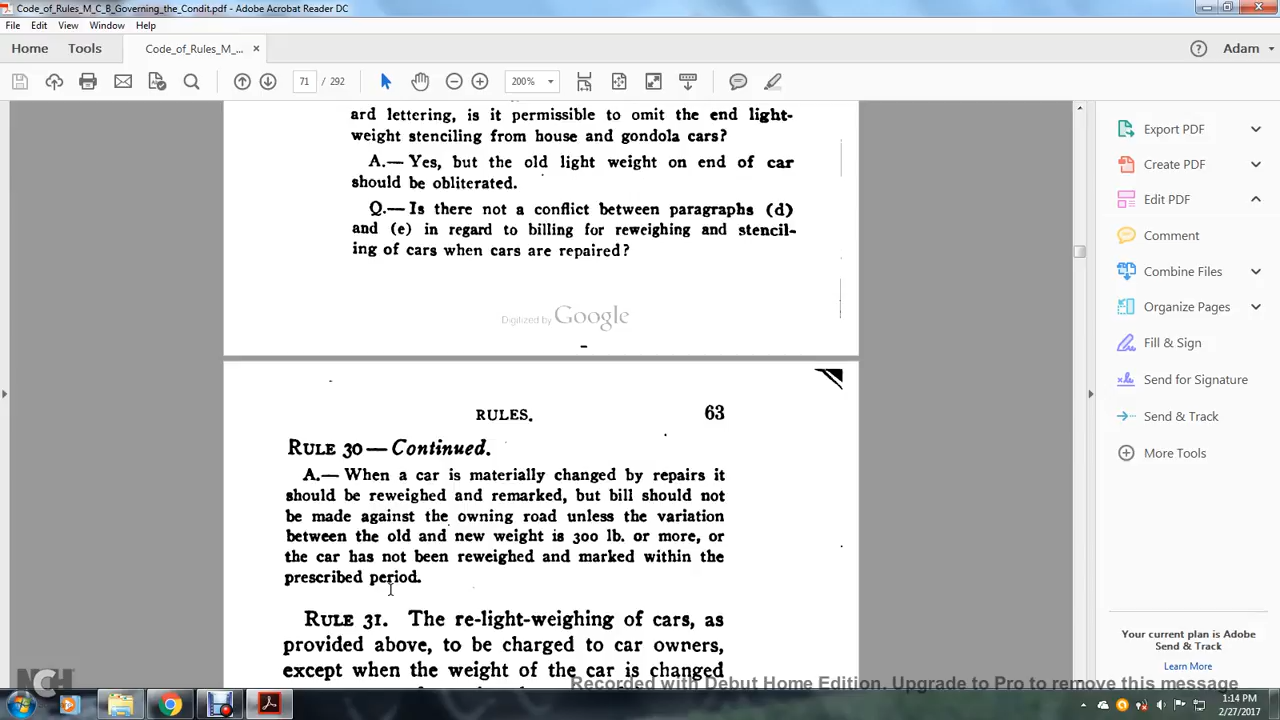 Code_of_Rules_M_C_B_Governing_the_Condit.pdf - Adobe Acrobat Reader DC
File Edit View Window Help
Home Tools Code_of_Rules_M_... × Adam
71 / 292 200%
ard lettering, is it permissible to omit the end light-
weight stenciling from house and gondola cars?
A.— Yes, but the old light weight on end of car
should be obliterated.
Q.— Is there not a conflict between paragraphs (d)
and (e) in regard to billing for reweighing and stencil-
ing of cars when cars are repaired?
Digitized by Google
RULES. 63
RULE 30 — Continued.
A.— When a car is materially changed by repairs it
should be reweighed and remarked, but bill should not
be made against the owning road unless the variation
between the old and new weight is 300 lb. or more, or
the car has not been reweighed and marked within the
prescribed period.
RULE 31. The re-light-weighing of cars, as
provided above, to be charged to car owners,
except when the weight of the car is changed
Export PDF
Create PDF
Edit PDF
Comment
Combine Files
Organize Pages
Fill & Sign
Send for Signature
Send & Track
More Tools
Your current plan is Adobe
Send & Track
Learn More
NCH
Recorded with Debut Home Edition. Upgrade to Pro to remove this message
1:14 PM
2/27/2017